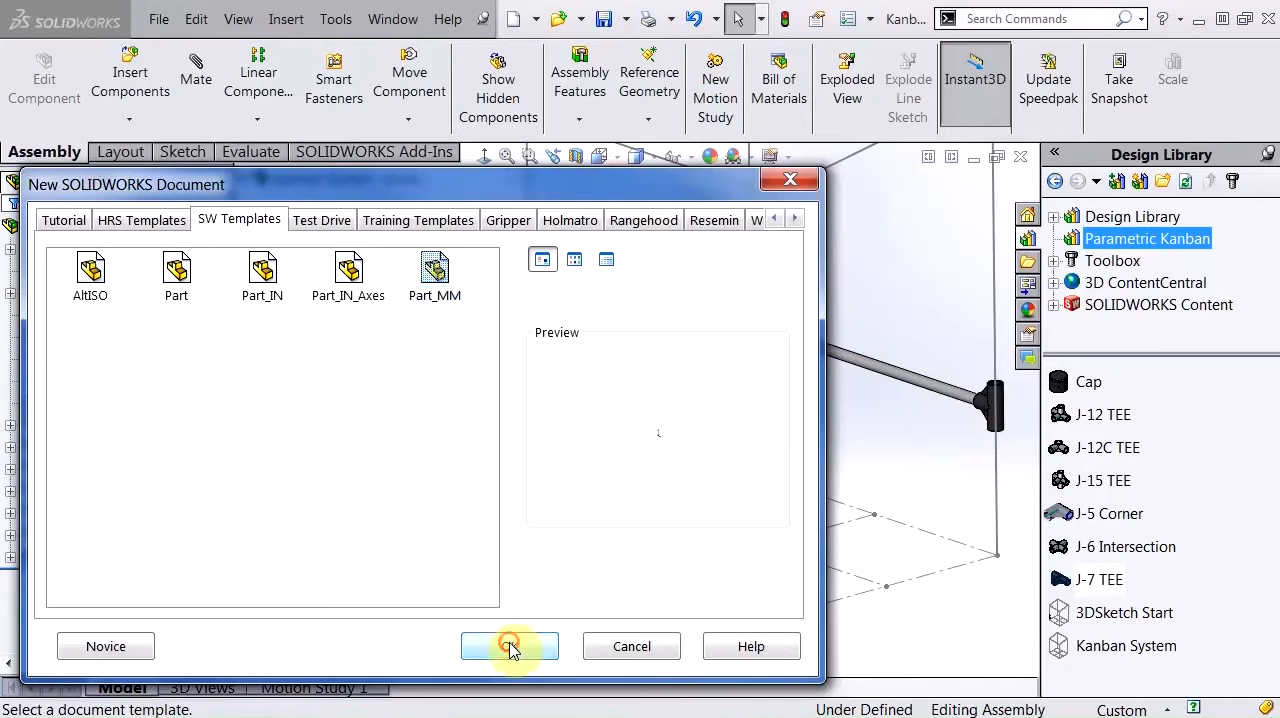 SOLIDWORKS File Edit View Insert Tools Window Help Kanb... Search Commands
Edit Component
Insert Components
Mate
Linear Compone...
Smart Fasteners
Move Component
Show Hidden Components
Assembly Features
Reference Geometry
New Motion Study
Bill of Materials
Exploded View
Explode Line Sketch
Instant3D
Update Speedpak
Take Snapshot
Scale
Assembly Layout Sketch Evaluate SOLIDWORKS Add-Ins
Design Library
New SOLIDWORKS Document
Tutorial HRS Templates SW Templates Test Drive Training Templates Gripper Holmatro Rangehood Resemin W
AltISO Part Part_IN Part_IN_Axes Part_MM
Preview
Novice Cancel Help
Design Library
Parametric Kanban
Toolbox
3D ContentCentral
SOLIDWORKS Content
Cap
J-12 TEE
J-12C TEE
J-15 TEE
J-5 Corner
J-6 Intersection
J-7 TEE
3DSketch Start
Kanban System
Model 3D Views Motion Study 1
Select a document template. Under Defined Editing Assembly Custom